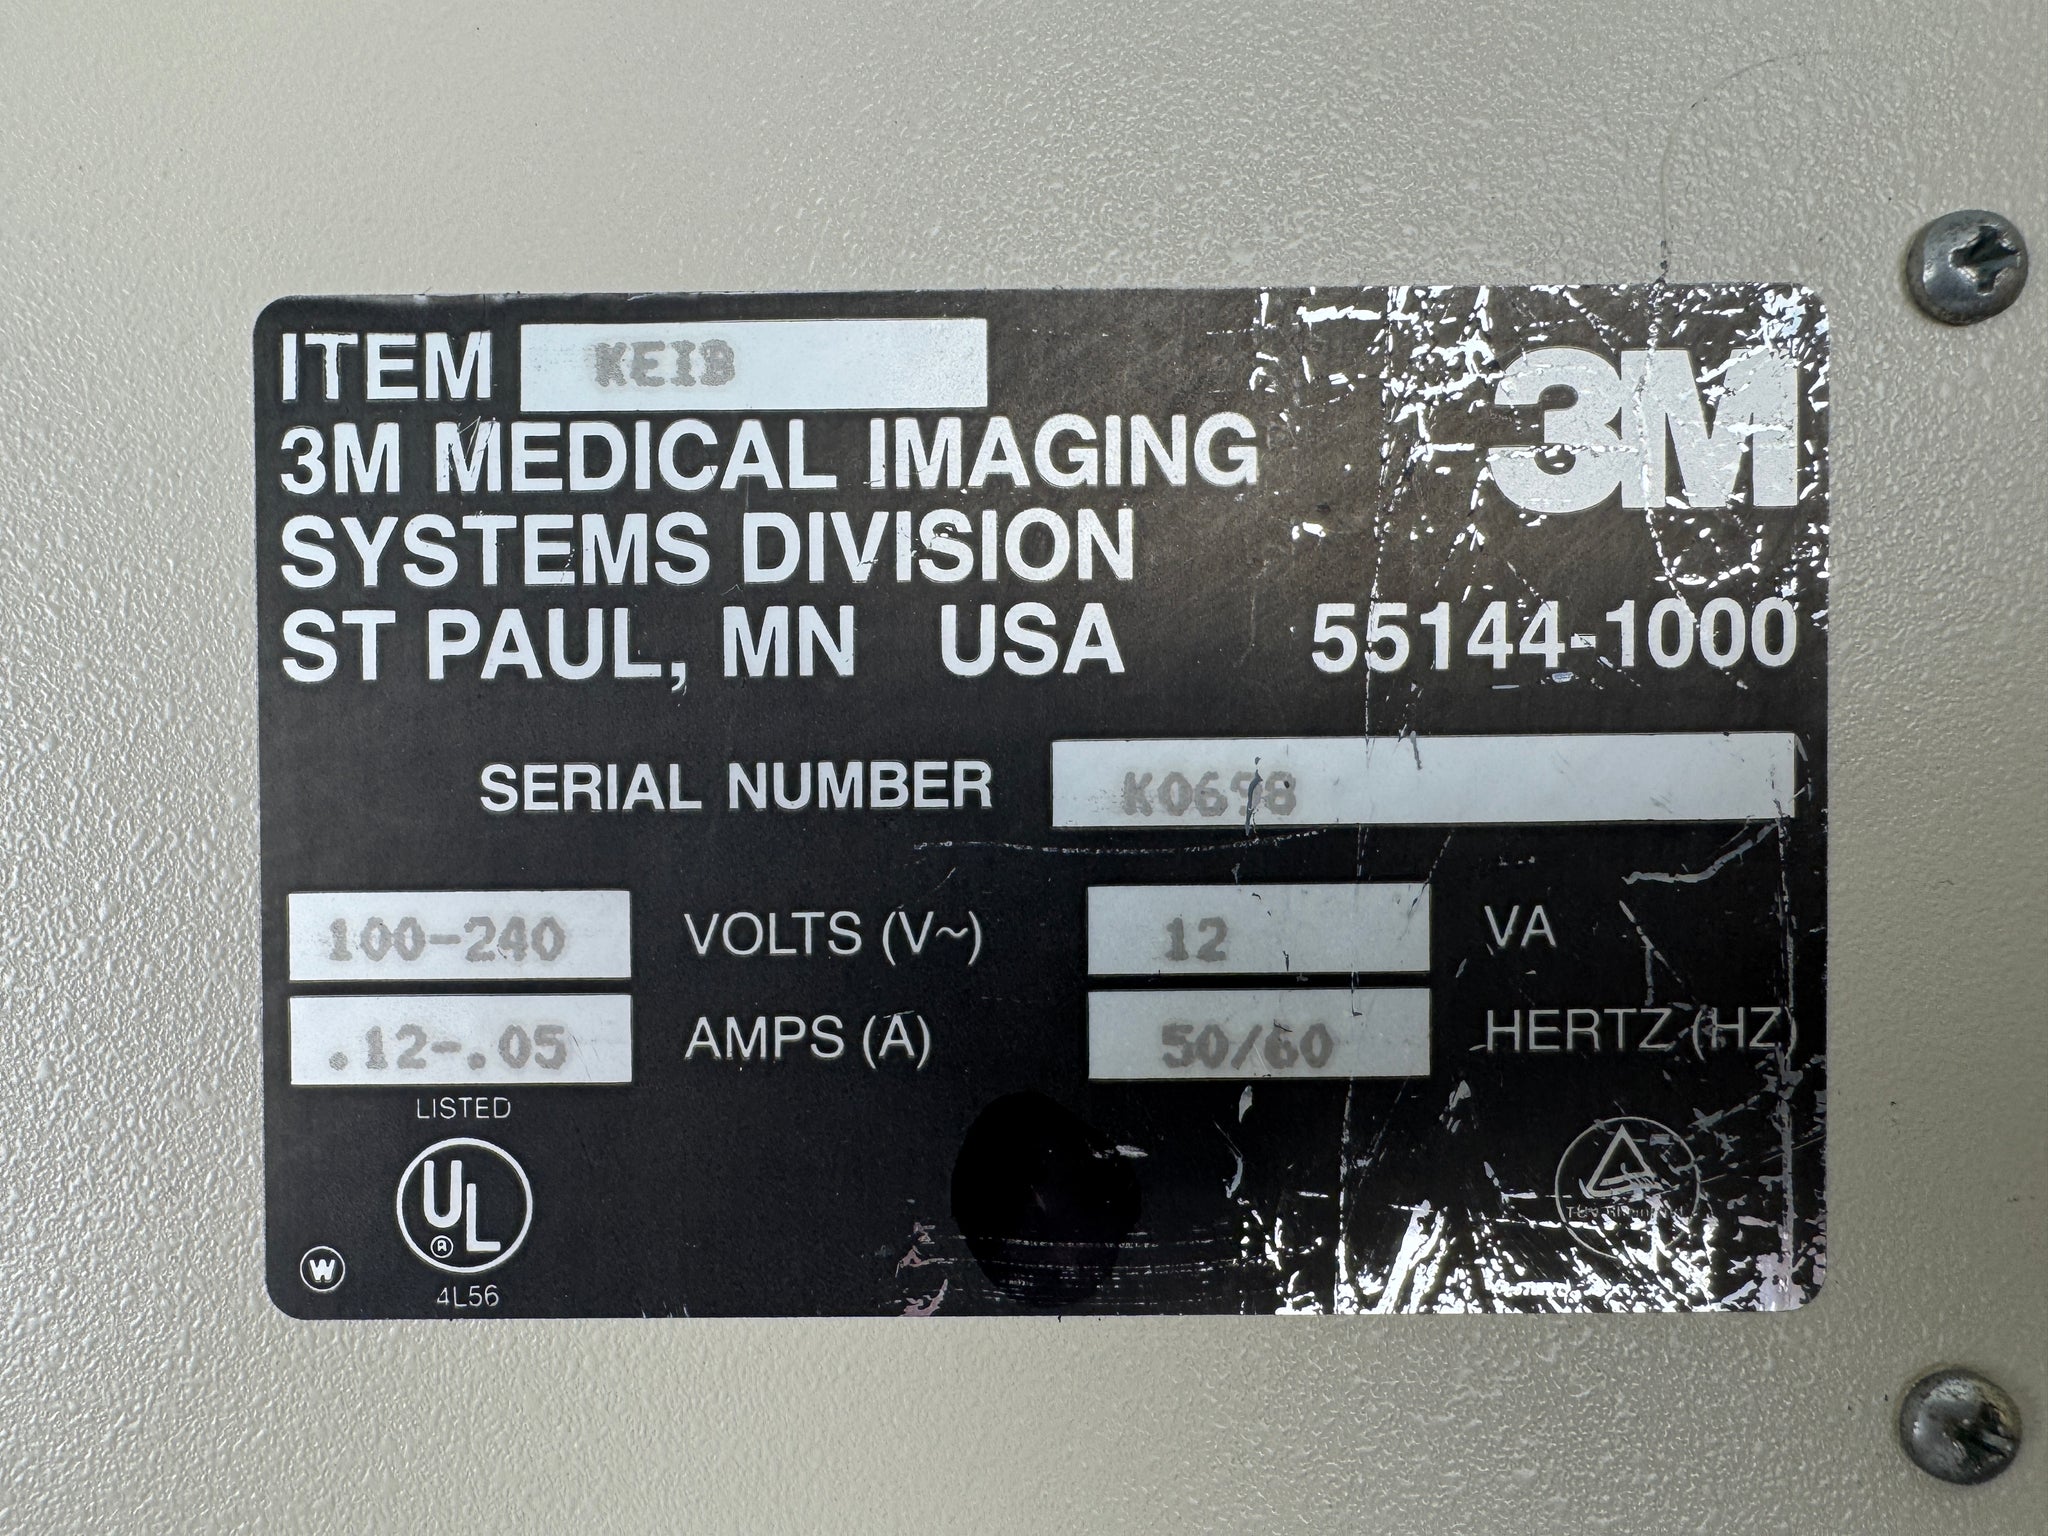 ITEM KEIB
3M
3M MEDICAL IMAGING
SYSTEMS DIVISION
ST PAUL, MN USA 55144-1000
SERIAL NUMBER K0698
100-240 VOLTS (V~) 12 VA
.12-.05 AMPS (A) 50/60 HERTZ (HZ)
LISTED
UL
®
W
4L56